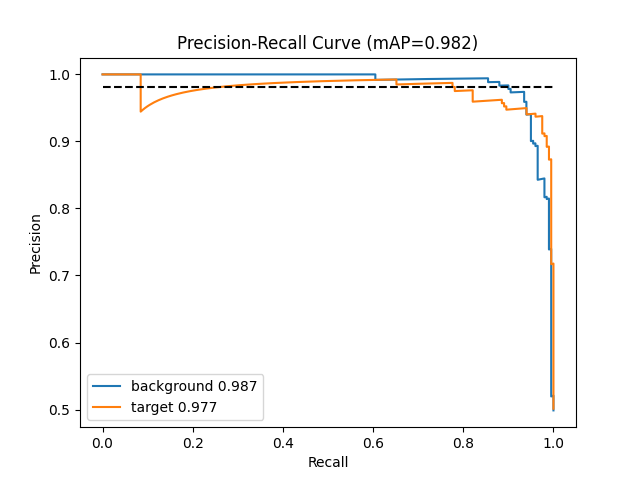 Precision-Recall Curve (mAP=0.982)
1.0
0.9
0.8
0.7
0.6
0.5
Precision
background 0.987
target 0.977
0.0 0.2 0.4 0.6 0.8 1.0
Recall